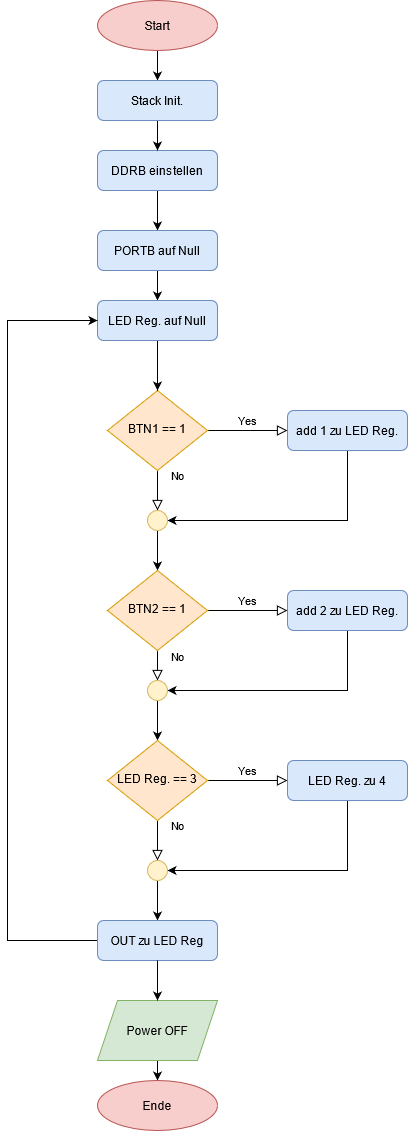 Start
Stack Init.
DDRB einstellen
PORTB auf Null
LED Reg. auf Null
BTN1 == 1
Yes
add 1 zu LED Reg.
No
BTN2 == 1
Yes
add 2 zu LED Reg.
No
LED Reg. == 3
Yes
LED Reg. zu 4
No
OUT zu LED Reg
Power OFF
Ende